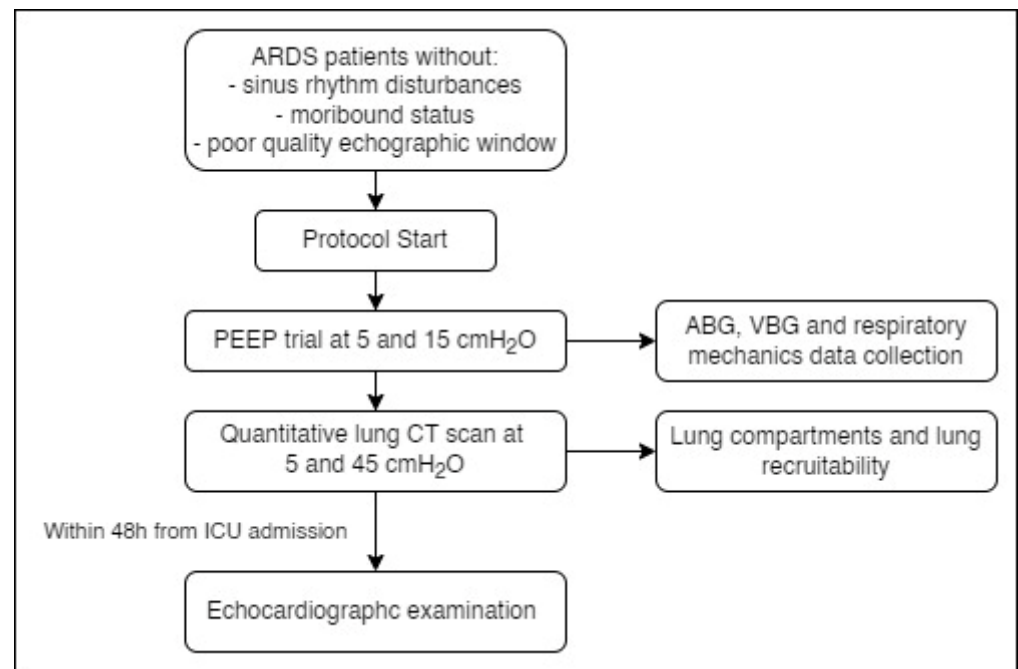 ARDS patients without:
- sinus rhythm disturbances
- moribound status
- poor quality echographic window
Protocol Start
PEEP trial at 5 and 15 cmH2O
ABG, VBG and respiratory
mechanics data collection
Quantitative lung CT scan at
5 and 45 cmH2O
Lung compartments and lung
recruitability
Within 48h from ICU admission
Echocardiographc examination